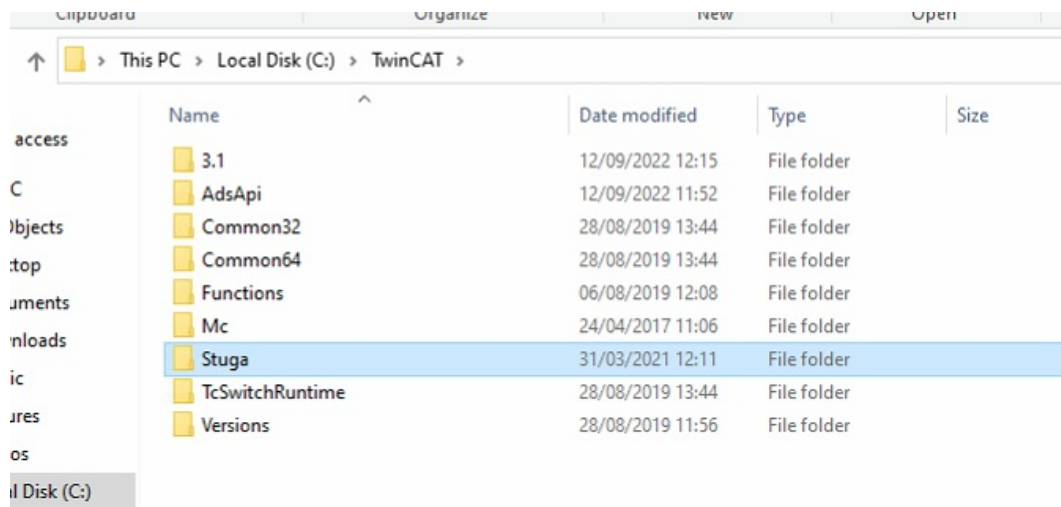 Clipboard Organize New Open
This PC > Local Disk (C:) > TwinCAT >
Name Date modified Type Size
access
3.1 12/09/2022 12:15 File folder
C
AdsApi 12/09/2022 11:52 File folder
Objects
Common32 28/08/2019 13:44 File folder
ktop
Common64 28/08/2019 13:44 File folder
uments
Functions 06/08/2019 12:08 File folder
wnloads
Mc 24/04/2017 11:06 File folder
ic
Stuga 31/03/2021 12:11 File folder
ures
TcSwitchRuntime 28/08/2019 13:44 File folder
os
Versions 28/08/2019 11:56 File folder
al Disk (C:)